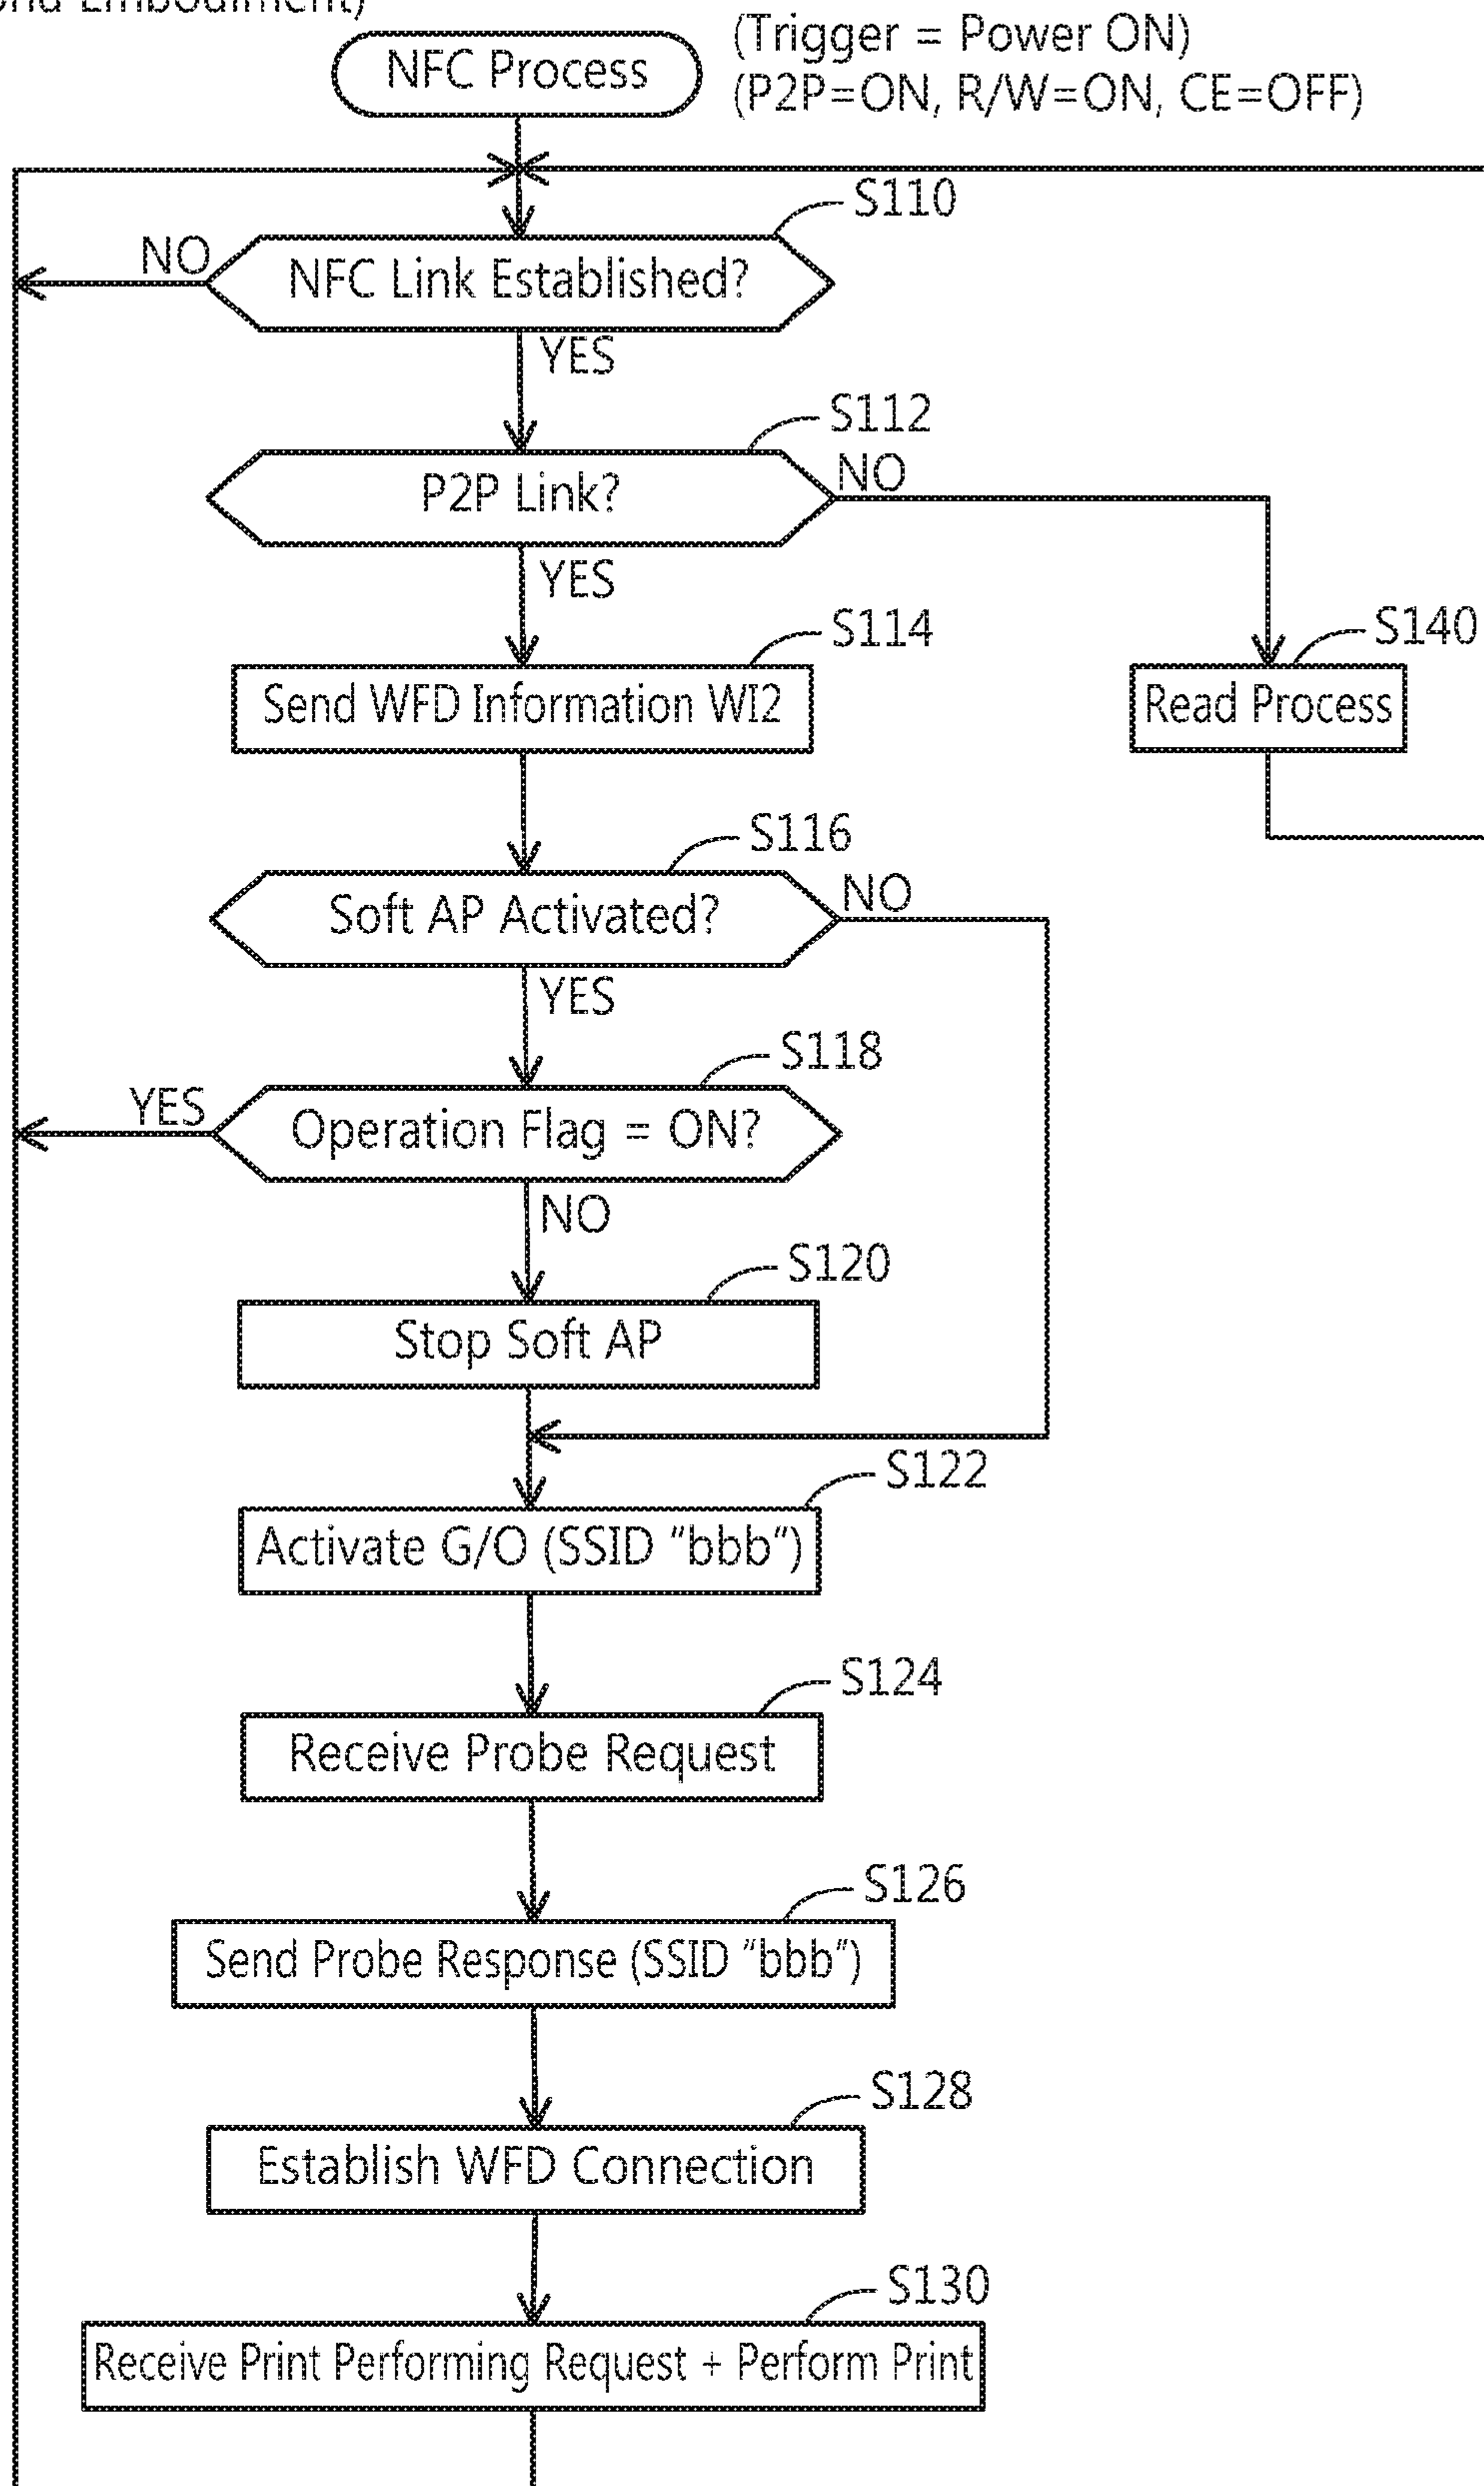 Embodiment)
(Trigger = Power ON)
NFC Process
(P2P=ON, R/W=ON, CE=OFF)
S110
NO
NFC Link Established?
YES
S112
P2P Link?
NO
YES
S114
S140
Send WFD Information WI2
Read Process
S116
Soft AP Activated?
NO
YES
S118
YES
Operation Flag = ON?
NO
S120
Stop Soft AP
S122
Activate G/O (SSID "bbb")
S124
Receive Probe Request
S126
Send Probe Response (SSID "bbb")
S128
Establish WFD Connection
S130
Receive Print Performing Request + Perform Print